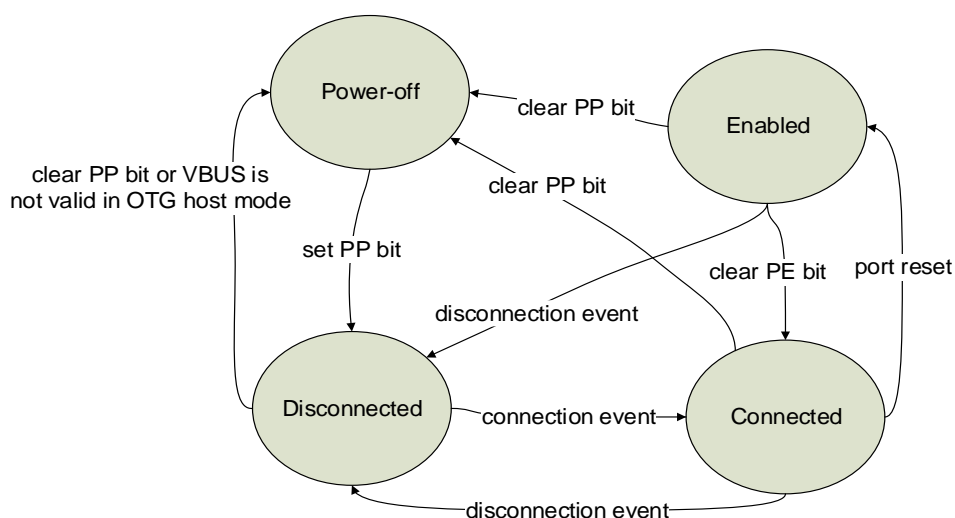 Power-off
Enabled
clear PP bit
clear PP bit or VBUS is
not valid in OTG host mode
clear PP bit
set PP bit
clear PE bit
port reset
disconnection event
Disconnected
connection event
Connected
disconnection event